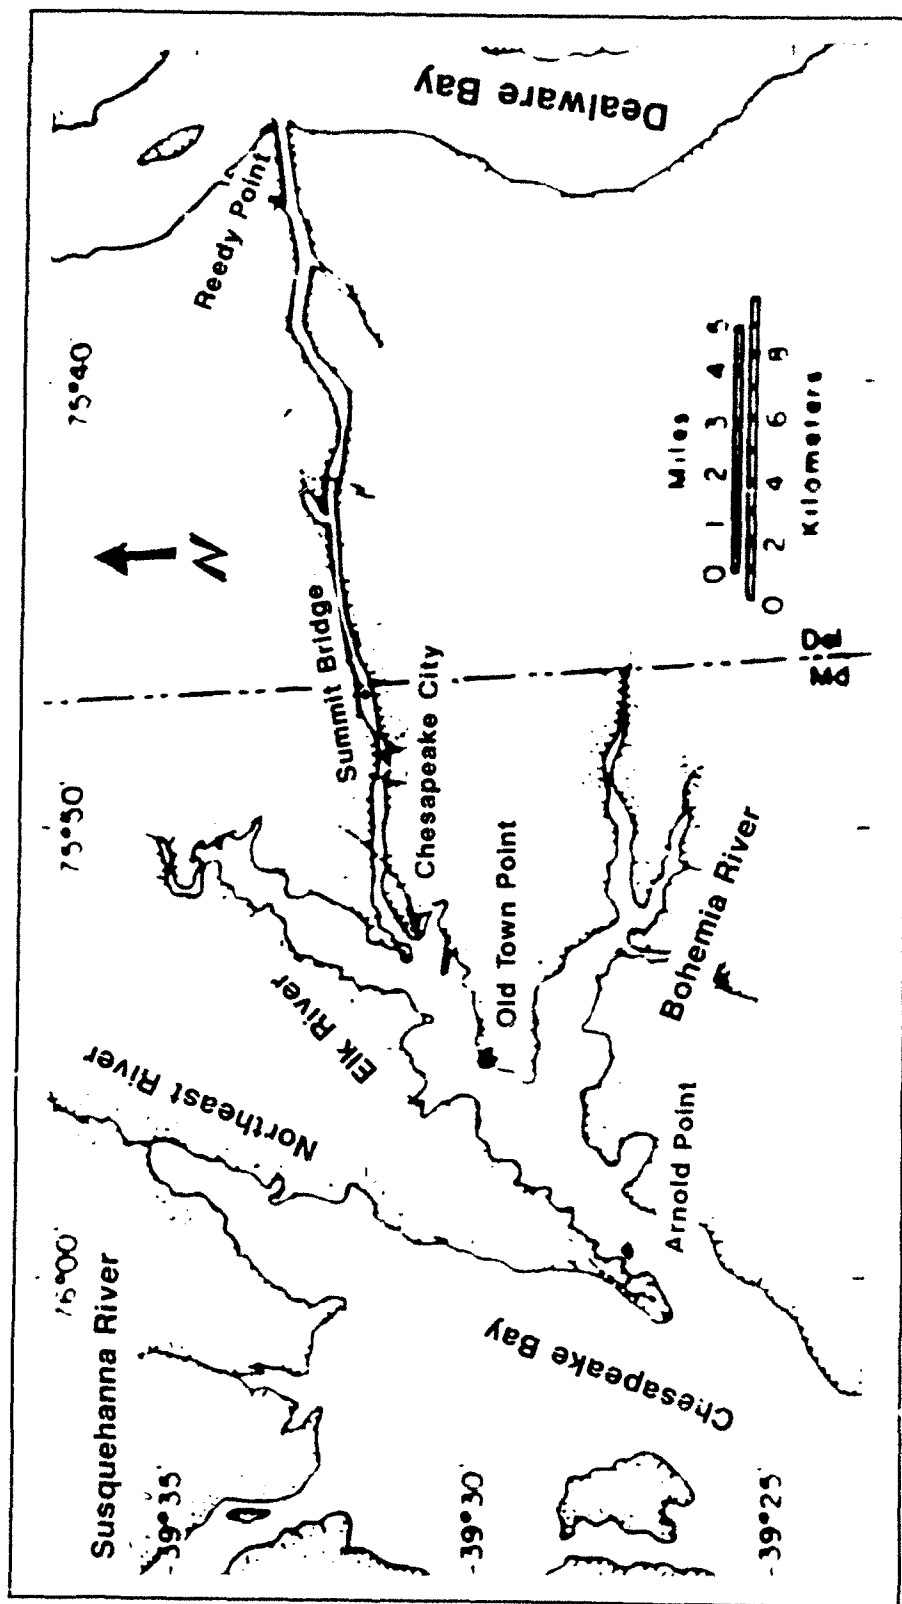 Susquehanna River
76°00'
75°50'
75°40'
Northeast River
Elk River
N
Reedy Point
Dealware Bay
Summit Bridge
Chesapeake City
Old Town Point
Bohemia River
Arnold Point
Chesapeake Bay
39°35'
39°30'
39°25'
Miles
0 1 2 3 4 5
0 2 4 6 8
Kilometers
Del
Md